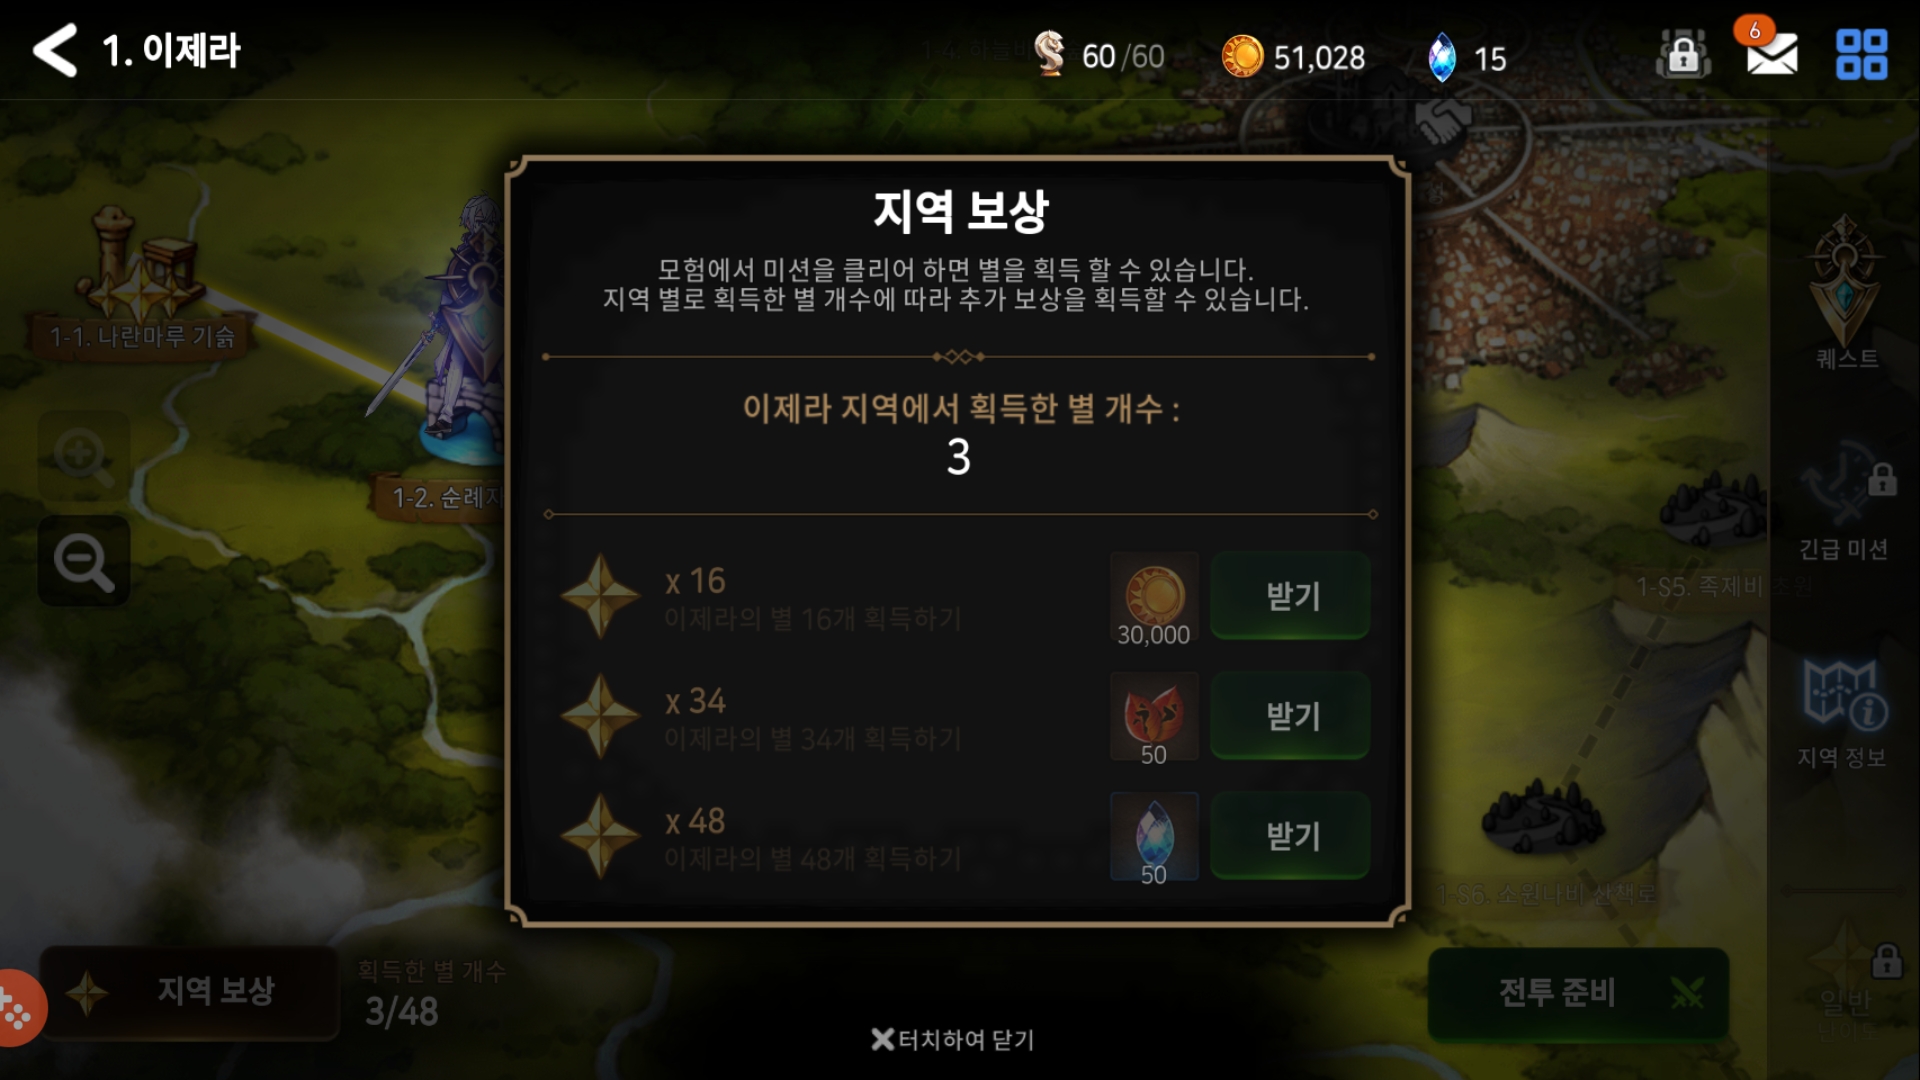 1. 이제라
60/60
51,028
15
6
지역 보상
모험에서 미션을 클리어 하면 별을 획득 할 수 있습니다.
지역 별로 획득한 별 개수에 따라 추가 보상을 획득할 수 있습니다.
이제라 지역에서 획득한 별 개수 :
3
x 16
이제라의 별 16개 획득하기
30,000
받기
x 34
이제라의 별 34개 획득하기
50
받기
x 48
이제라의 별 48개 획득하기
50
받기
1-1. 나란마루 기슭
1-2. 순례자
퀘스트
긴급 미션
1-S5. 족제비 초원
지역 정보
1-S6. 소원나비 산책로
지역 보상
획득한 별 개수
3/48
터치하여 닫기
전투 준비
일반
난이도